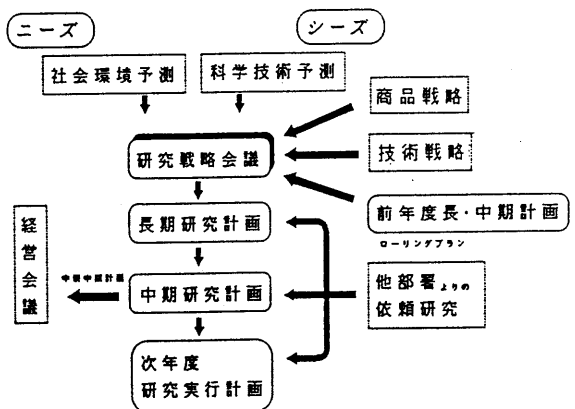 ニーズ
シーズ
社会環境予測
科学技術予測
商品戦略
研究戦略会議
技術戦略
長期研究計画
前年度長・中期計画
ローリングプラン
経営会議
中期研究計画
他部署よりの
依頼研究
次年度
研究実行計画